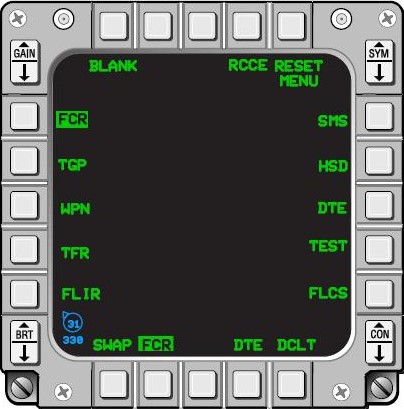 GAIN
SYM
BLANK RCCE RESET
MENU
FCR SMS
TGP HSD
WPN DTE
TFR TEST
FLIR FLCS
31
330
BRT
CON
SWAP FCR DTE DCLT